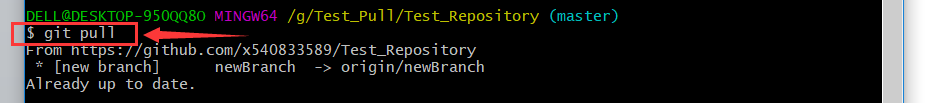 DELL@DESKTOP-950QQ8O MINGW64 /g/Test_Pull/Test_Repository (master)
$ git pull
From https://github.com/x540833589/Test_Repository
 * [new branch]      newBranch  -> origin/newBranch
Already up to date.